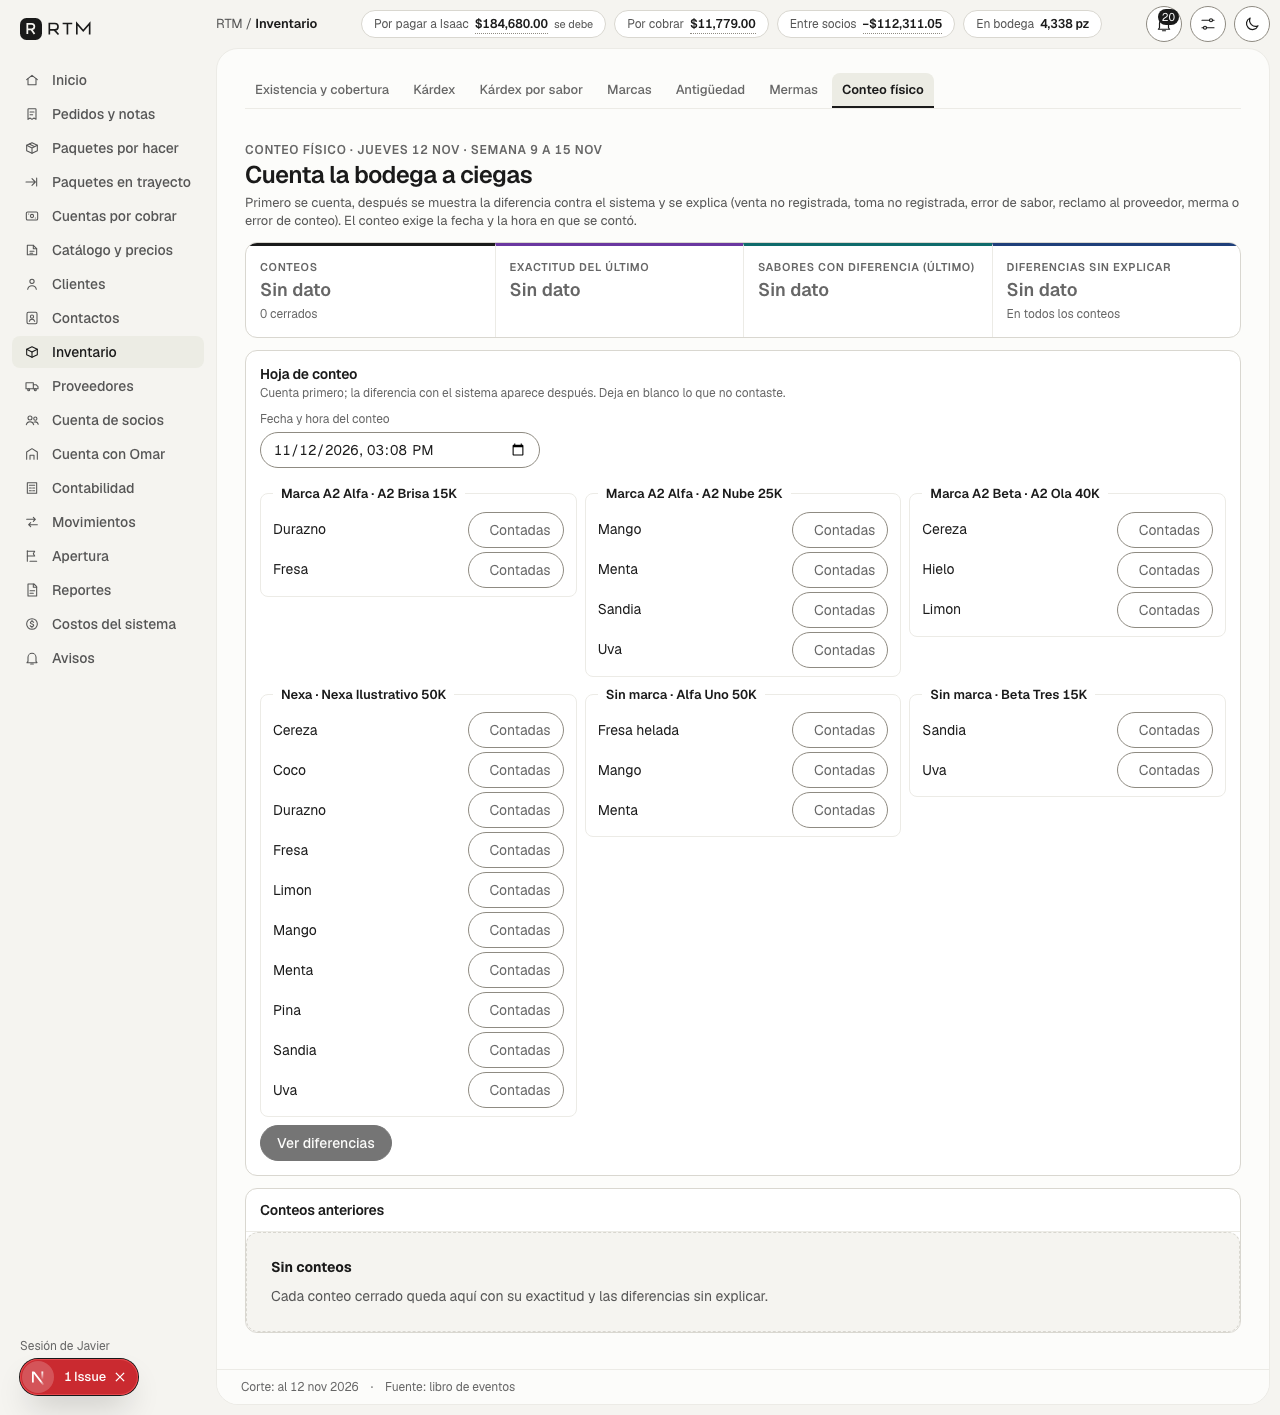 R RTM
RTM / Inventario
Por pagar a Isaac $184,680.00 se debe
Por cobrar $11,779.00
Entre socios −$112,311.05
En bodega 4,338 pz
20
Inicio
Pedidos y notas
Paquetes por hacer
Paquetes en trayecto
Cuentas por cobrar
Catálogo y precios
Clientes
Contactos
Inventario
Proveedores
Cuenta de socios
Cuenta con Omar
Contabilidad
Movimientos
Apertura
Reportes
Costos del sistema
Avisos
Sesión de Javier
N 1 Issue
Existencia y cobertura Kárdex Kárdex por sabor Marcas Antigüedad Mermas Conteo físico
CONTEO FÍSICO · JUEVES 12 NOV · SEMANA 9 A 15 NOV
Cuenta la bodega a ciegas
Primero se cuenta, después se muestra la diferencia contra el sistema y se explica (venta no registrada, toma no registrada, error de sabor, reclamo al proveedor, merma o
error de conteo). El conteo exige la fecha y la hora en que se contó.
CONTEOS
Sin dato
0 cerrados
EXACTITUD DEL ÚLTIMO
Sin dato
SABORES CON DIFERENCIA (ÚLTIMO)
Sin dato
DIFERENCIAS SIN EXPLICAR
Sin dato
En todos los conteos
Hoja de conteo
Cuenta primero; la diferencia con el sistema aparece después. Deja en blanco lo que no contaste.
Fecha y hora del conteo
11/12/2026, 03:08 PM
Marca A2 Alfa · A2 Brisa 15K
Durazno Contadas
Fresa Contadas
Marca A2 Alfa · A2 Nube 25K
Mango Contadas
Menta Contadas
Sandia Contadas
Uva Contadas
Marca A2 Beta · A2 Ola 40K
Cereza Contadas
Hielo Contadas
Limon Contadas
Nexa · Nexa Ilustrativo 50K
Cereza Contadas
Coco Contadas
Durazno Contadas
Fresa Contadas
Limon Contadas
Mango Contadas
Menta Contadas
Pina Contadas
Sandia Contadas
Uva Contadas
Sin marca · Alfa Uno 50K
Fresa helada Contadas
Mango Contadas
Menta Contadas
Sin marca · Beta Tres 15K
Sandia Contadas
Uva Contadas
Ver diferencias
Conteos anteriores
Sin conteos
Cada conteo cerrado queda aquí con su exactitud y las diferencias sin explicar.
Corte: al 12 nov 2026 · Fuente: libro de eventos